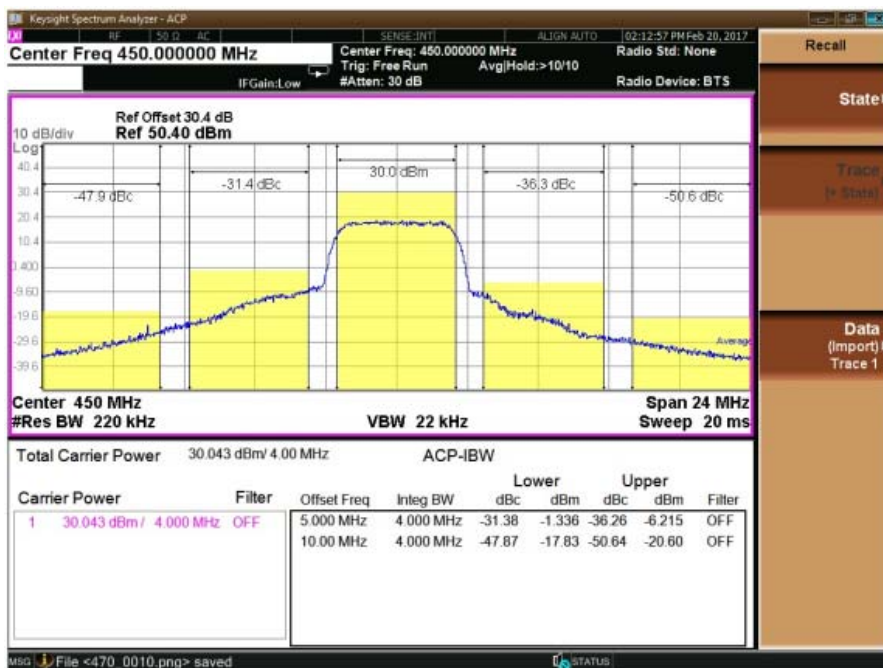 Keysight Spectrum Analyzer - ACP
RF 50 Ω AC SENSE:INT ALIGN AUTO 02:12:57 PM Feb 20, 2017
Center Freq 450.000000 MHz
Center Freq: 450.000000 MHz
Radio Std: None
Trig: Free Run Avg|Hold:>10/10
IFGain:Low #Atten: 30 dB Radio Device: BTS
Recall
State
Trace
(+ State)
Data
(Import)
Trace 1
Ref Offset 30.4 dB
10 dB/div Ref 50.40 dBm
Log
40.4
30.4
20.4
10.4
0.400
-9.60
-19.6
-29.6
-39.6
-47.9 dBc
-31.4 dBc
30.0 dBm
-36.3 dBc
-50.6 dBc
Average
Center 450 MHz Span 24 MHz
#Res BW 220 kHz VBW 22 kHz Sweep 20 ms
Total Carrier Power 30.043 dBm/ 4.00 MHz ACP-IBW
Lower Upper
Carrier Power Filter Offset Freq Integ BW dBc dBm dBc dBm Filter
1 30.043 dBm / 4.000 MHz OFF 5.000 MHz 4.000 MHz -31.38 -1.336 -36.26 -6.215 OFF
10.00 MHz 4.000 MHz -47.87 -17.83 -50.64 -20.60 OFF
MSG File <470_0010.png> saved STATUS